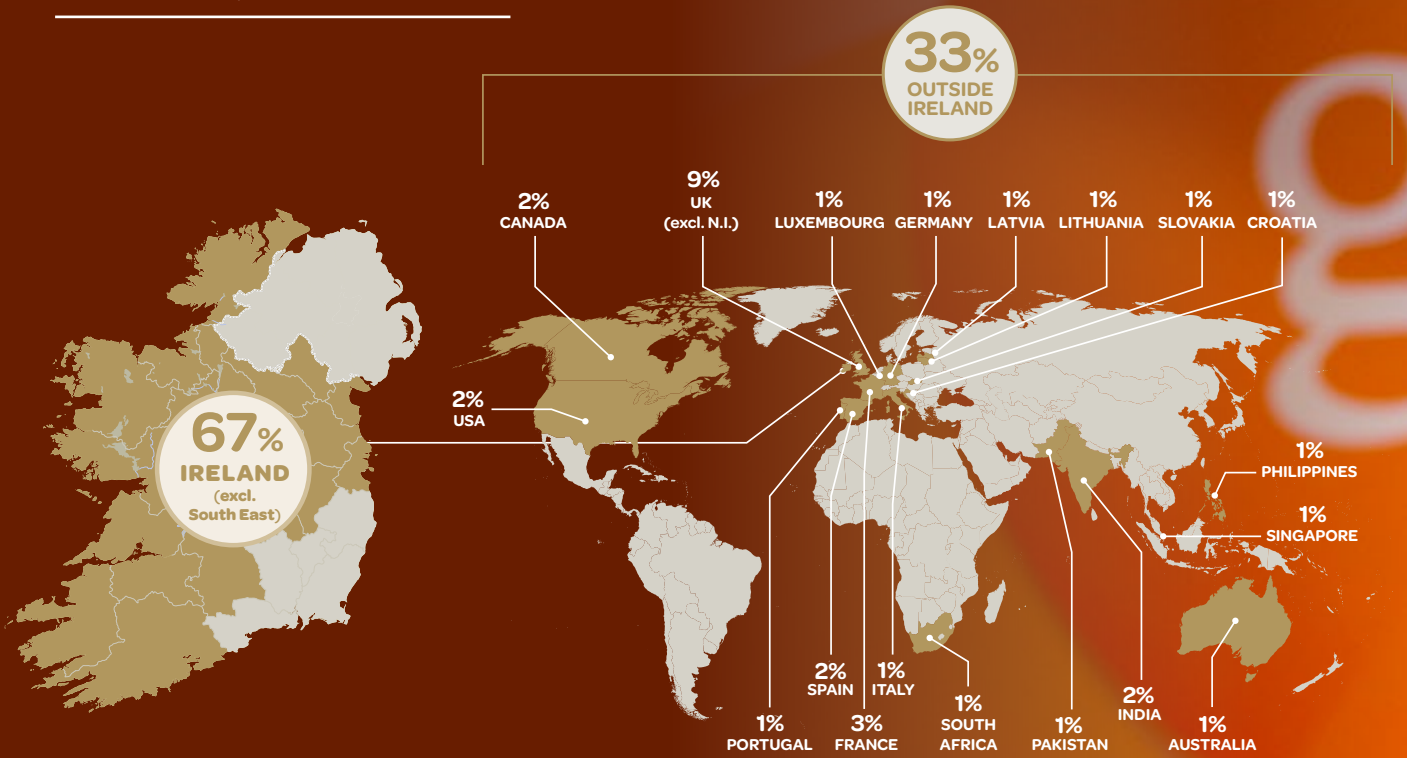 33%
OUTSIDE
IRELAND
9%
UK
(excl. N.I.)
2%
CANADA
1%
LUXEMBOURG
1%
GERMANY
1%
LATVIA
1%
LITHUANIA
1%
SLOVAKIA
1%
CROATIA
2%
USA
67%
IRELAND
(excl.
South East)
1%
PHILIPPINES
1%
SINGAPORE
2%
SPAIN
1%
ITALY
1%
PORTUGAL
3%
FRANCE
1%
SOUTH
AFRICA
1%
PAKISTAN
2%
INDIA
1%
AUSTRALIA
g